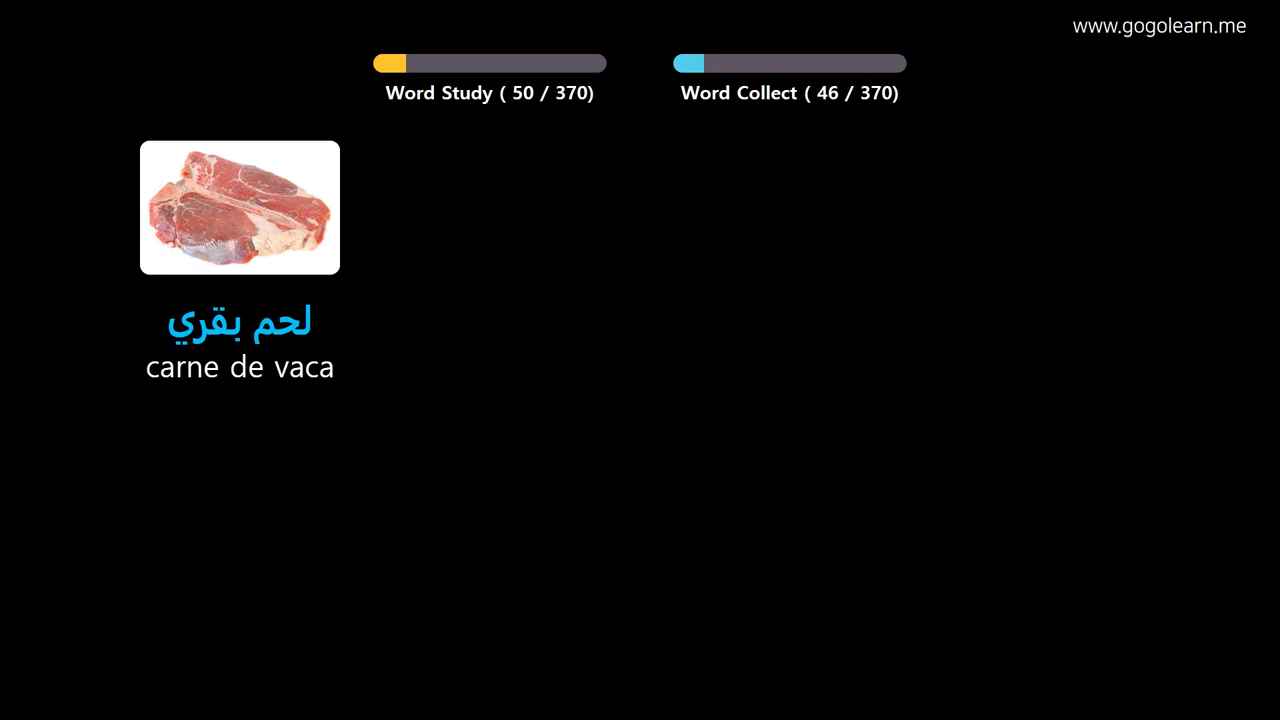 www.gogolearn.me
Word Study ( 50 / 370)
Word Collect ( 46 / 370)
لحم بقري
carne de vaca